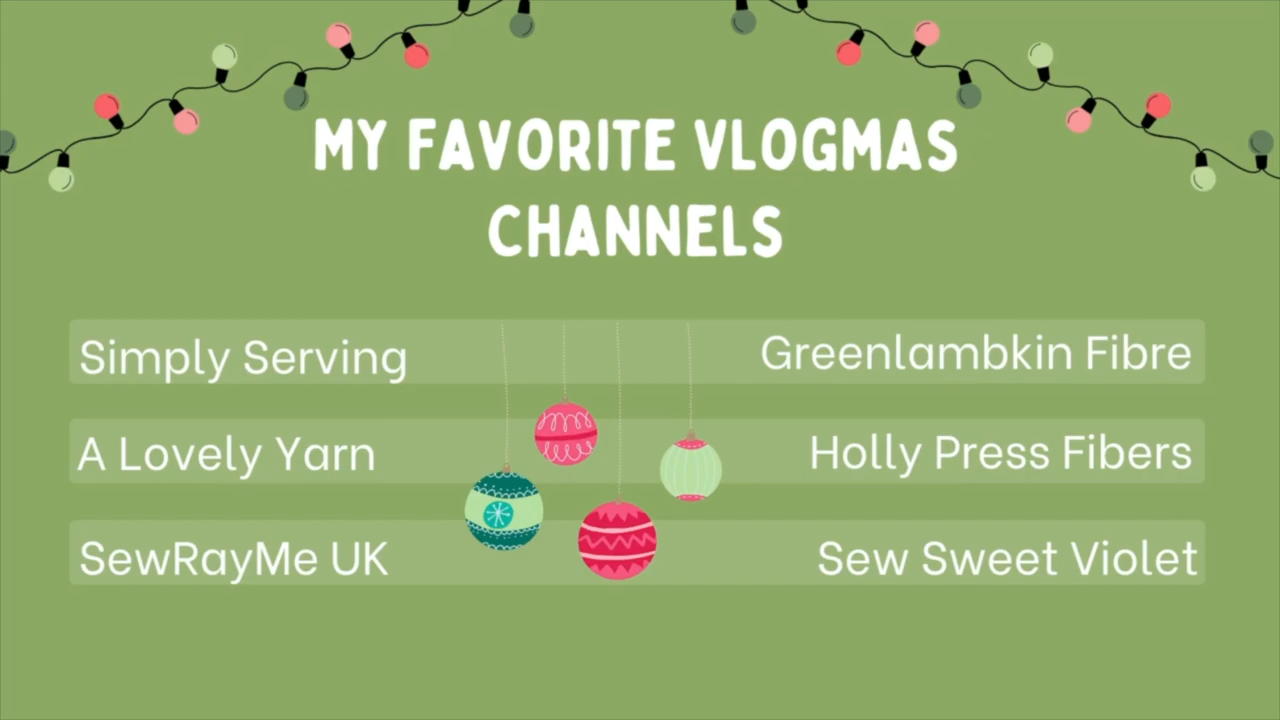 MY FAVORITE VLOGMAS
CHANNELS
Simply Serving
Greenlambkin Fibre
A Lovely Yarn
Holly Press Fibers
SewRayMe UK
Sew Sweet Violet